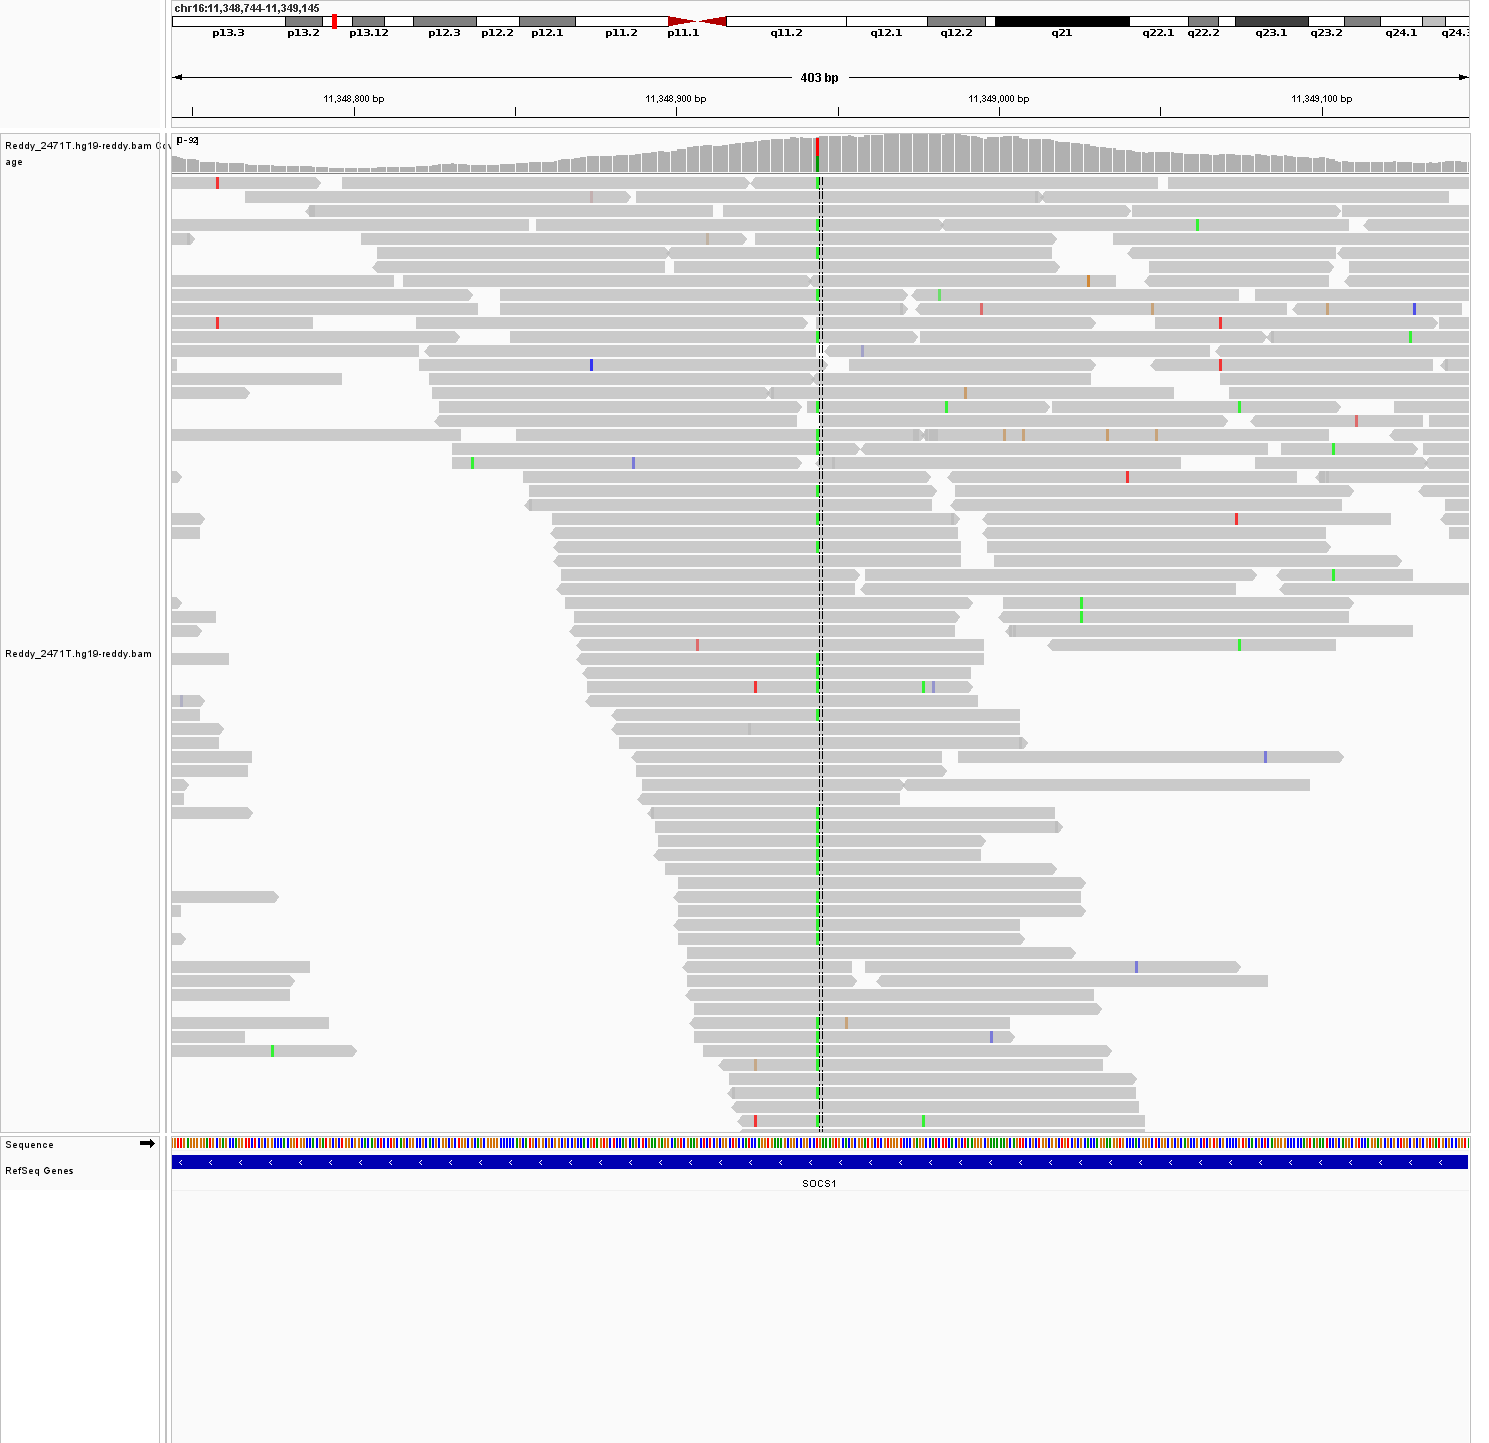 chr16:11,348,744-11,349,145
p13.3 p13.2 p13.12 p12.3 p12.2 p12.1 p11.2 p11.1 q11.2 q12.1 q12.2 q21 q22.1 q22.2 q23.1 q23.2 q24.1 q24.3
403 bp
11,348,800 bp 11,348,900 bp 11,349,000 bp 11,349,100 bp
Reddy_2471T.hg19-reddy.bam Cov
age
[0-92]
Reddy_2471T.hg19-reddy.bam
Sequence
RefSeq Genes
SOCS1